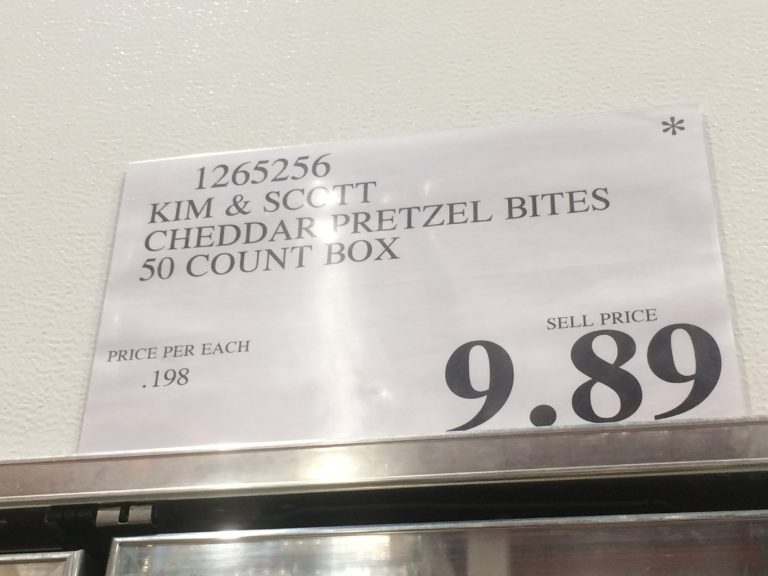 *
1265256
KIM & SCOTT
CHEDDAR PRETZEL BITES
50 COUNT BOX
SELL PRICE
PRICE PER EACH
.198
9.89